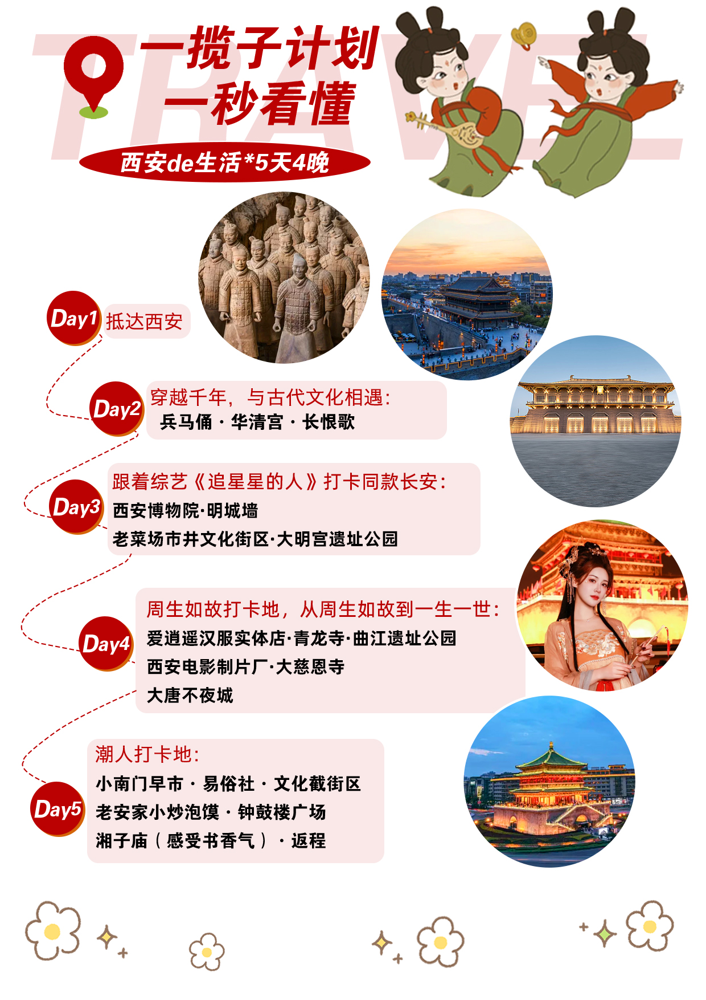 TRAVEL
一揽子计划
一秒看懂
西安de生活*5天4晚
Day1
抵达西安
Day2
穿越千年，与古代文化相遇：
兵马俑·华清宫·长恨歌
Day3
跟着综艺《追星星的人》打卡同款长安：
西安博物院·明城墙
老菜场市井文化街区·大明宫遗址公园
Day4
周生如故打卡地，从周生如故到一生一世：
爱逍遥汉服实体店·青龙寺·曲江遗址公园
西安电影制片厂·大慈恩寺
大唐不夜城
Day5
潮人打卡地：
小南门早市·易俗社·文化截街区
老安家小炒泡馍·钟鼓楼广场
湘子庙（感受书香气）·返程